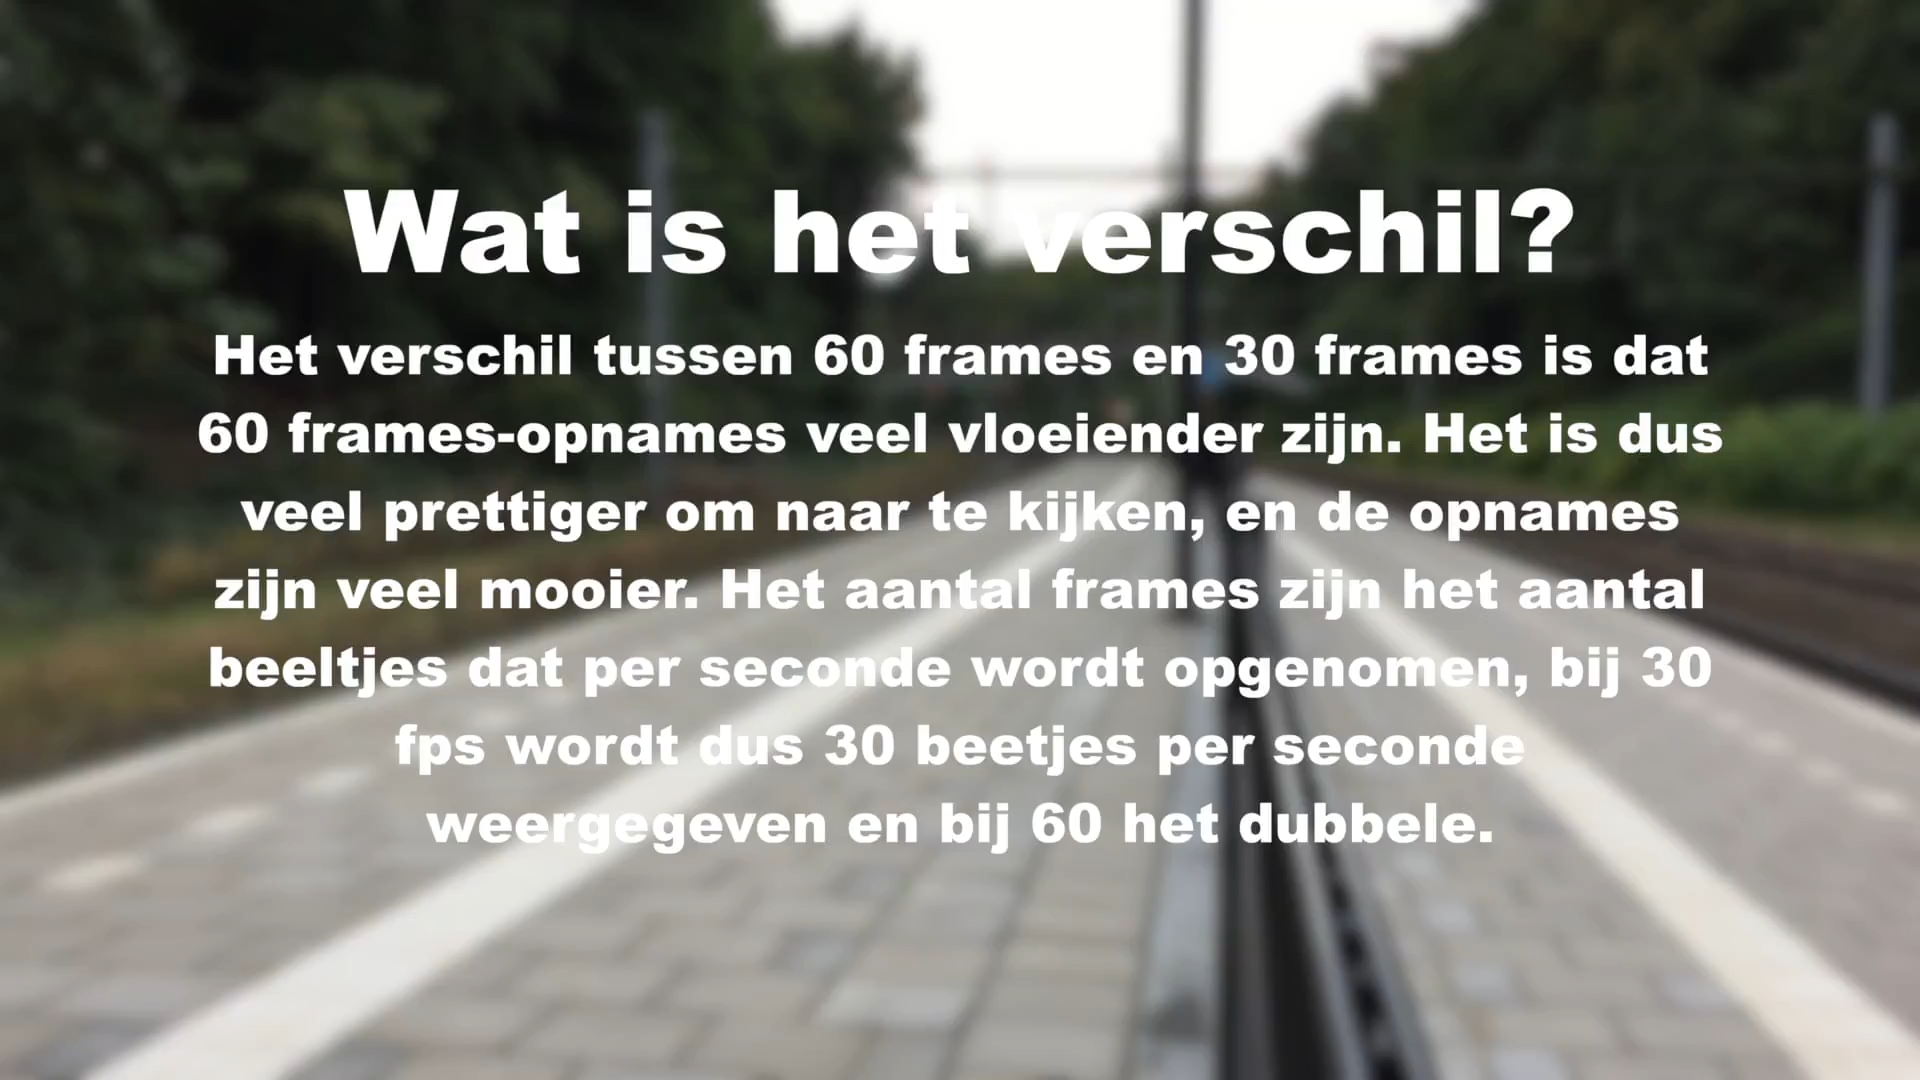 Wat is het verschil?
Het verschil tussen 60 frames en 30 frames is dat
60 frames-opnames veel vloeiender zijn. Het is dus
veel prettiger om naar te kijken, en de opnames
zijn veel mooier. Het aantal frames zijn het aantal
beeltjes dat per seconde wordt opgenomen, bij 30
fps wordt dus 30 beetjes per seconde
weergegeven en bij 60 het dubbele.